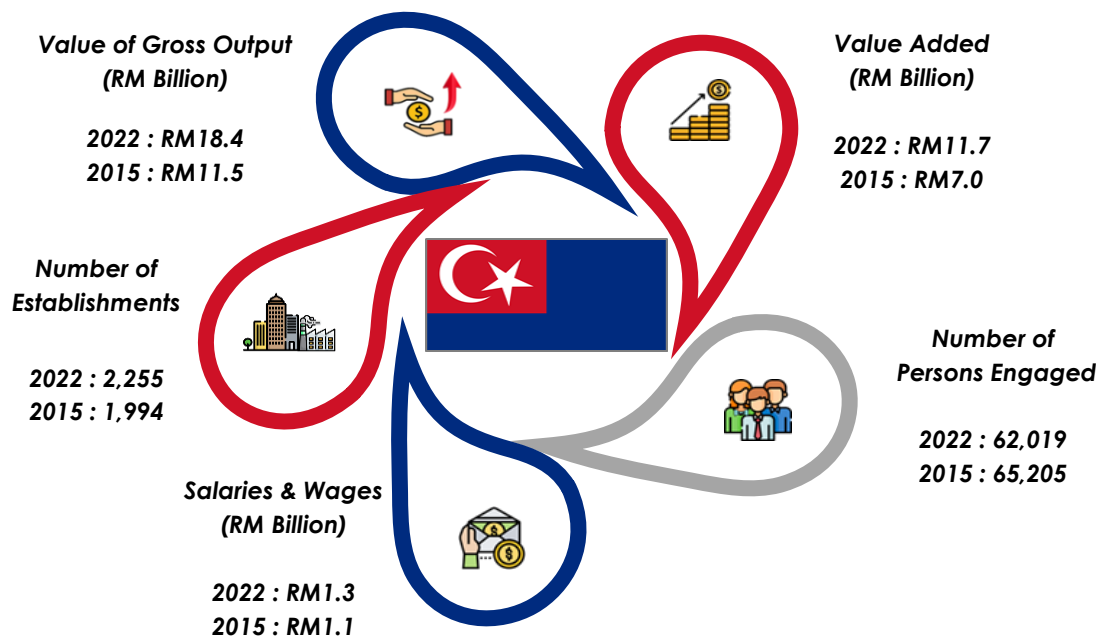 Value of Gross Output
(RM Billion)
2022 : RM18.4
2015 : RM11.5
Value Added
(RM Billion)
2022 : RM11.7
2015 : RM7.0
Number of
Establishments
2022 : 2,255
2015 : 1,994
Number of
Persons Engaged
2022 : 62,019
2015 : 65,205
Salaries & Wages
(RM Billion)
2022 : RM1.3
2015 : RM1.1